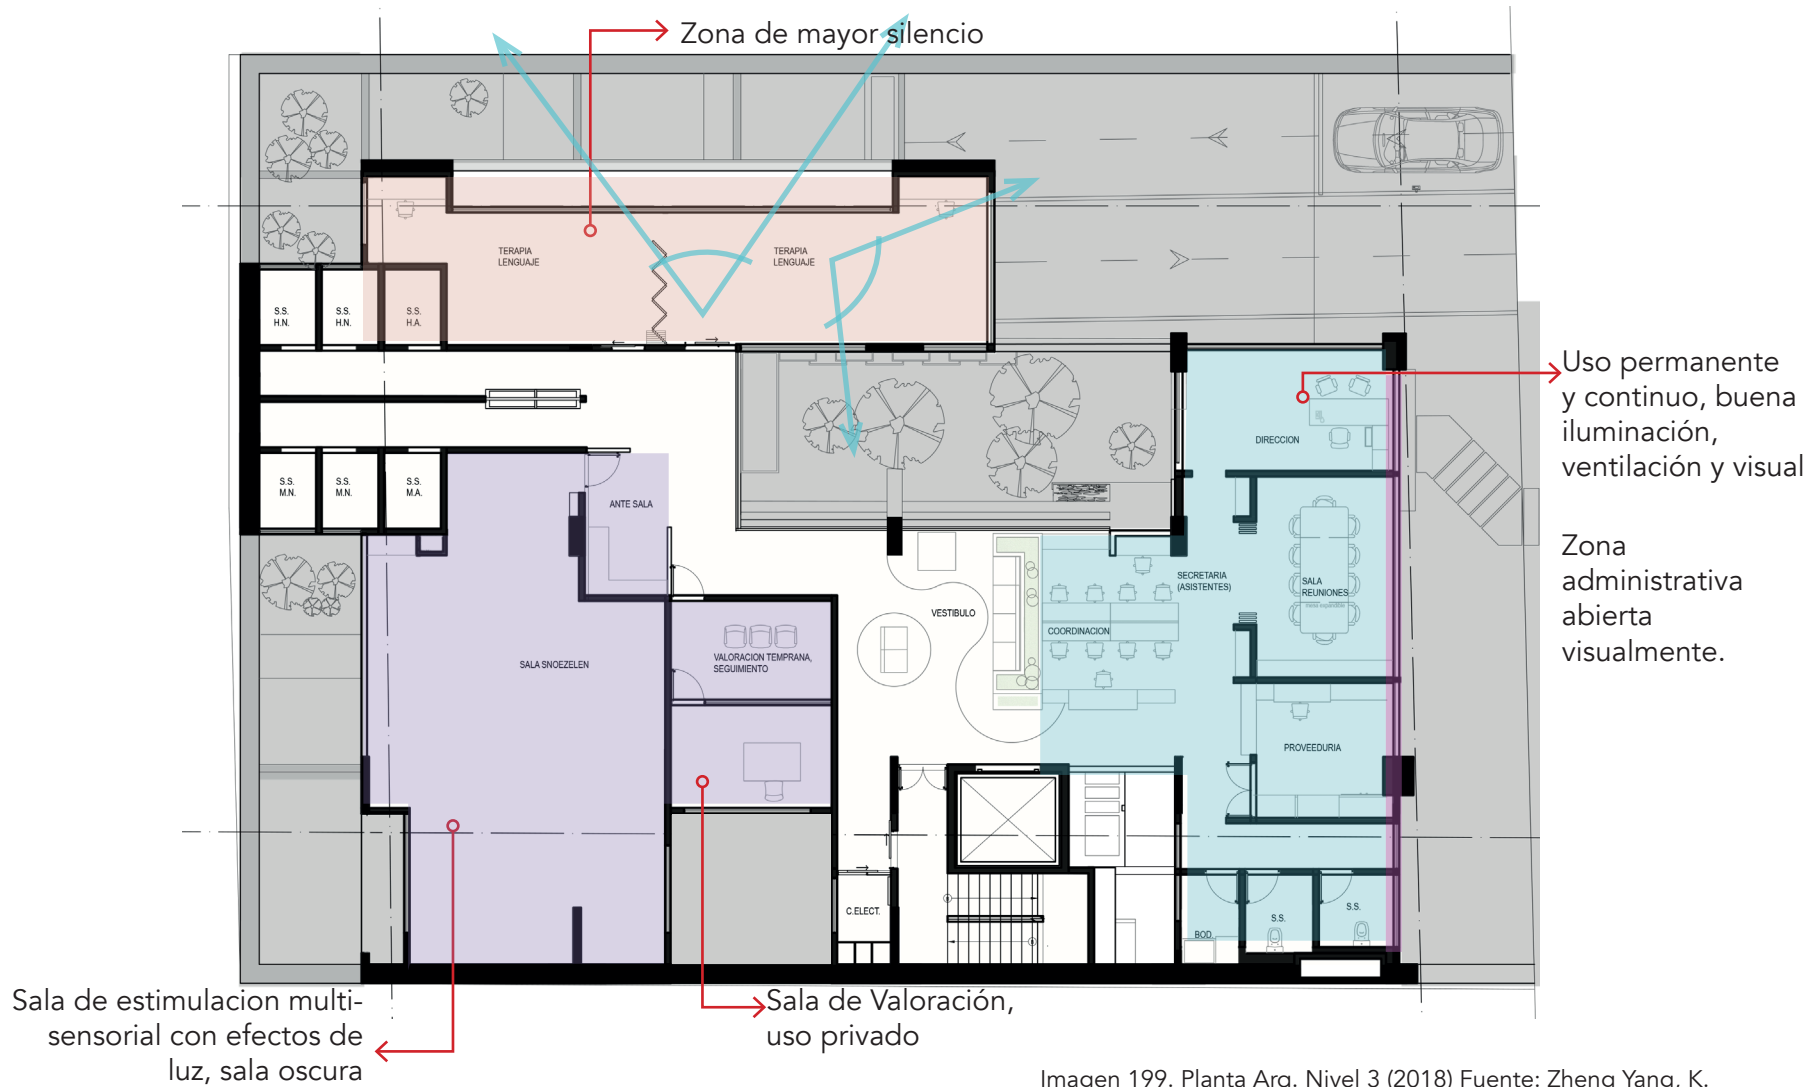 Zona de mayor silencio
TERAPIA
LENGUAJE
TERAPIA
LENGUAJE
S.S.
H.N.
S.S.
H.N.
S.S.
H.A.
Uso permanente
y continuo, buena
iluminación,
ventilación y visual
DIRECCION
S.S.
M.N.
S.S.
M.N.
S.S.
M.A.
ANTE SALA
Zona
administrativa
abierta
visualmente.
SECRETARIA
(ASISTENTES)
SALA
REUNIONES
mesa expandible
VESTIBULO
COORDINACION
SALA SNOEZELEN
VALORACION TEMPRANA,
SEGUIMIENTO
PROVEEDURIA
C.ELECT.
BOD.
S.S.
S.S.
Sala de estimulacion multi-
sensorial con efectos de
luz, sala oscura
Sala de Valoración,
uso privado
Imagen 199. Planta Arq. Nivel 3 (2018) Fuente: Zheng Yang, K.